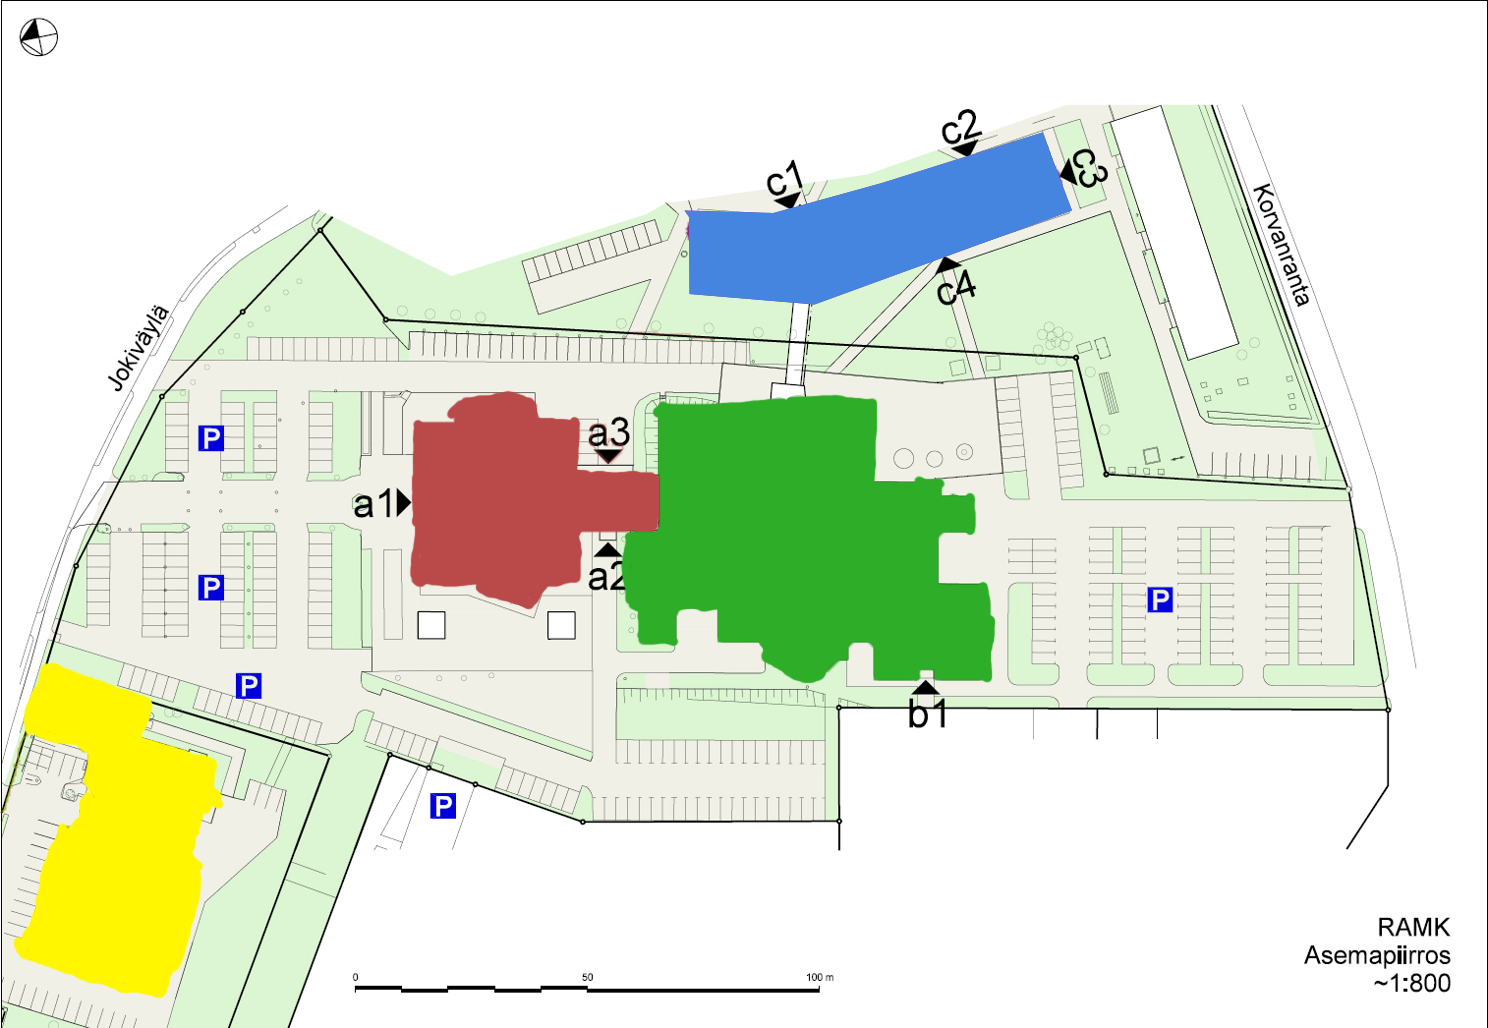 c2
c1
c3
Korvanranta
c4
Jokiväylä
P
a3
a1
a2
P
P
P
b1
P
RAMK
Asemapiirros
~1:800
0 50 100 m